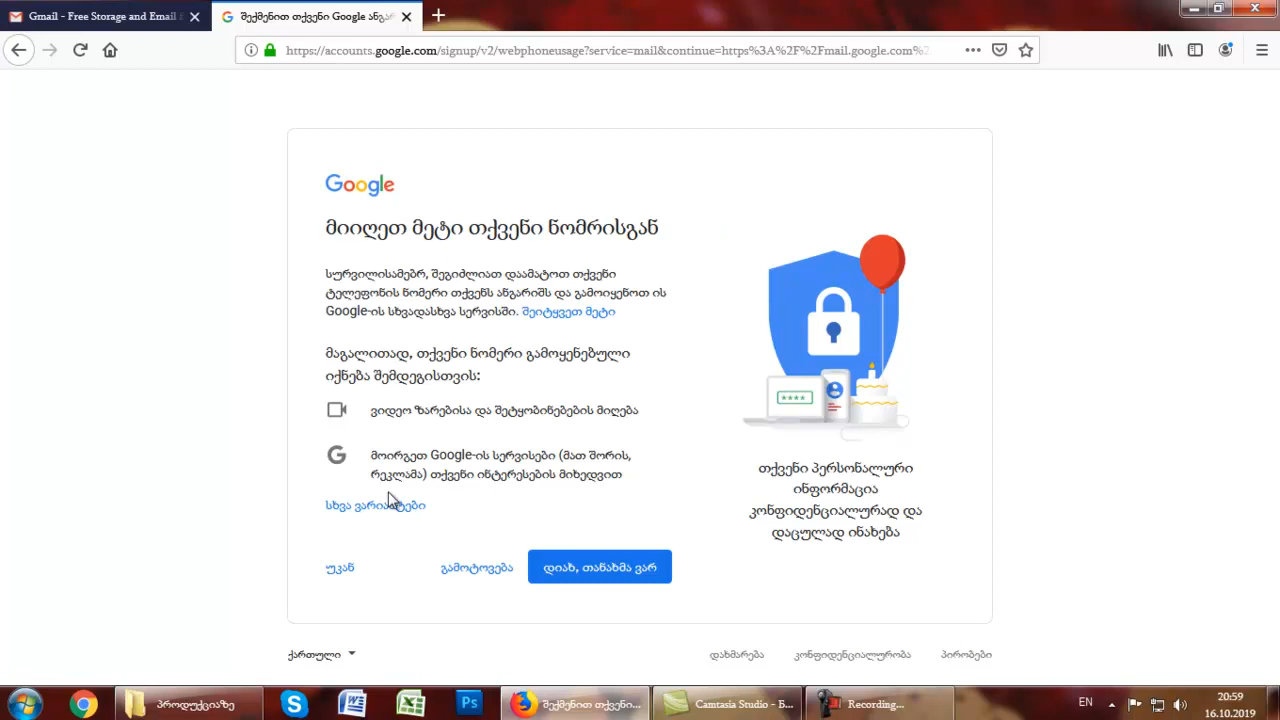 Gmail - Free Storage and Email
შექმენით თქვენი Google ანგარ
https://accounts.google.com/signup/v2/webphoneusage?service=mail&continue=https%3A%2F%2Fmail.google.com%2
Google
მიიღეთ მეტი თქვენი ნომრისგან
სურვილისამებრ, შეგიძლიათ დაამატოთ თქვენი
ტელეფონის ნომერი თქვენს ანგარიშს და გამოიყენოთ ის
Google-ის სხვადასხვა სერვისში. შეიტყვეთ მეტი
მაგალითად, თქვენი ნომერი გამოყენებული
იქნება შემდეგისთვის:
ვიდეო ზარებისა და შეტყობინებების მიღება
მოირგეთ Google-ის სერვისები (მათ შორის,
რეკლამა) თქვენი ინტერესების მიხედვით
სხვა ვარიანტები
უკან
გამოტოვება
დიახ, თანახმა ვარ
****
თქვენი პერსონალური
ინფორმაცია
კონფიდენციალურად და
დაცულად ინახება
ქართული
დახმარება
კონფიდენციალურობა
პირობები
პროდუქციაზე
Ps
შექმენით თქვენი...
Camtasia Studio - Б...
Recording...
EN
20:59
16.10.2019